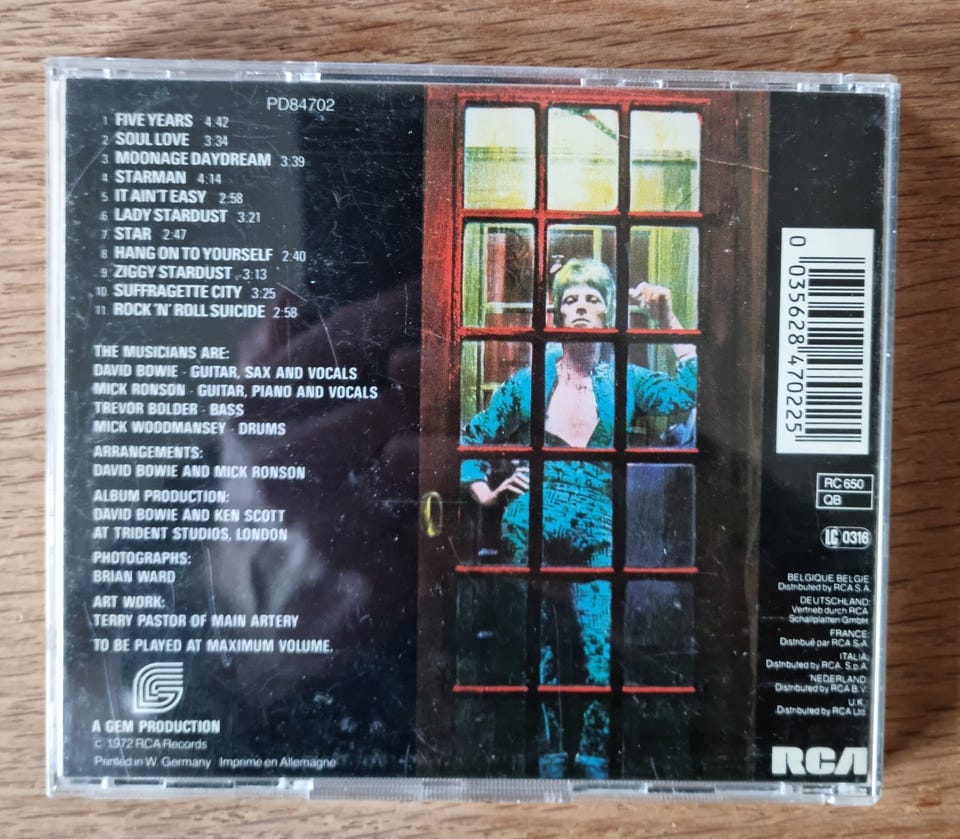 PD84702
1 FIVE YEARS 4:42
2 SOUL LOVE 3:34
3 MOONAGE DAYDREAM 3:39
4 STARMAN 4:14
5 IT AIN'T EASY 2:58
6 LADY STARDUST 3:21
7 STAR 2:47
8 HANG ON TO YOURSELF 2:40
9 ZIGGY STARDUST 3:13
10 SUFFRAGETTE CITY 3:25
11 ROCK 'N' ROLL SUICIDE 2:58
THE MUSICIANS ARE:
DAVID BOWIE · GUITAR, SAX AND VOCALS
MICK RONSON · GUITAR, PIANO AND VOCALS
TREVOR BOLDER · BASS
MICK WOODMANSEY · DRUMS
ARRANGEMENTS:
DAVID BOWIE AND MICK RONSON
ALBUM PRODUCTION:
DAVID BOWIE AND KEN SCOTT
AT TRIDENT STUDIOS, LONDON
PHOTOGRAPHS:
BRIAN WARD
ART WORK:
TERRY PASTOR OF MAIN ARTERY
TO BE PLAYED AT MAXIMUM VOLUME.
G
A GEM PRODUCTION
c. 1972 RCA Records
Printed in W. Germany Imprime en Allemagne
0 035628 470225
RC 650
QB
LC 0316
BELGIQUE BELGIE:
Distributed by RCA S.A.
DEUTSCHLAND:
Vertrieb durch RCA
Schallplatten GmbH
FRANCE:
Distribué par RCA S.A.
ITALIA:
Distributed by RCA. S.p.A.
NEDERLAND:
Distributed by RCA B.V.
U.K.:
Distributed by RCA Ltd.
RCA